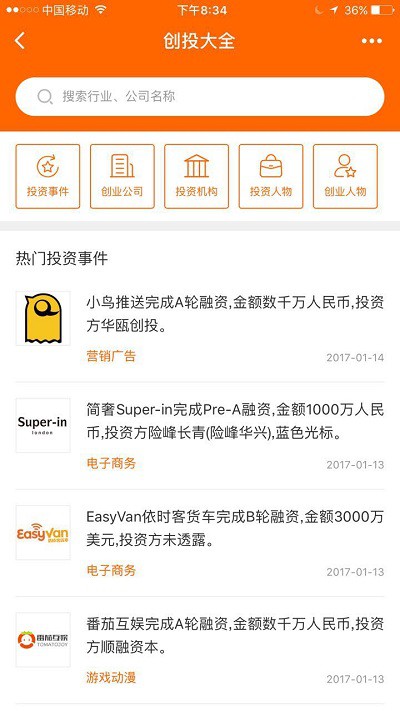 中国移动
下午8:34
36%
创投大全
搜索行业、公司名称
投资事件
创业公司
投资机构
投资人物
创业人物
热门投资事件
小鸟推送完成A轮融资,金额数千万人民币,投资
方华瓯创投。
营销广告
2017-01-14
Super-in
london
简奢Super-in完成Pre-A融资,金额1000万人民
币,投资方险峰长青(险峰华兴),蓝色光标。
电子商务
2017-01-13
EasyVan
EasyVan依时客货车完成B轮融资,金额3000万
美元,投资方未透露。
电子商务
2017-01-13
番茄互娱
TOMATOJOY
番茄互娱完成A轮融资,金额数千万人民币,投资
方顺融资本。
游戏动漫
2017-01-13